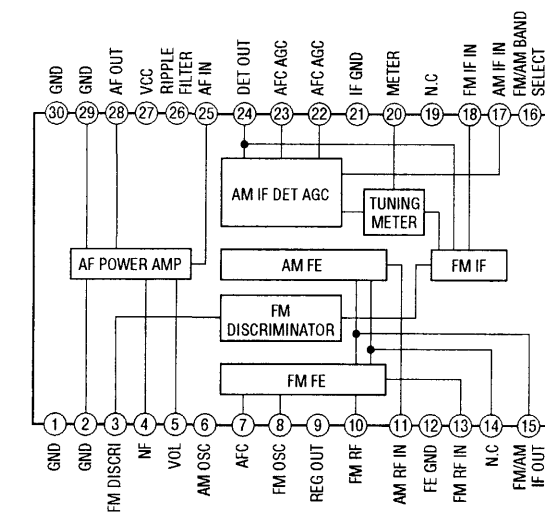 GND
GND
AF OUT
VCC
RIPPLE
FILTER
AF IN
DET OUT
AFC AGC
AFC AGC
IF GND
METER
N.C
FM IF IN
AM IF IN
FM/AM BAND
SELECT
30
29
28
27
26
25
24
23
22
21
20
19
18
17
16
AM IF DET AGC
TUNING
METER
AF POWER AMP
AM FE
FM IF
FM
DISCRIMINATOR
FM FE
1
2
3
4
5
6
7
8
9
10
11
12
13
14
15
GND
GND
FM DISCRI
NF
VOL
AM OSC
AFC
FM OSC
REG OUT
FM RF
AM RF IN
FE GND
FM RF IN
N.C
FM/AM
IF OUT